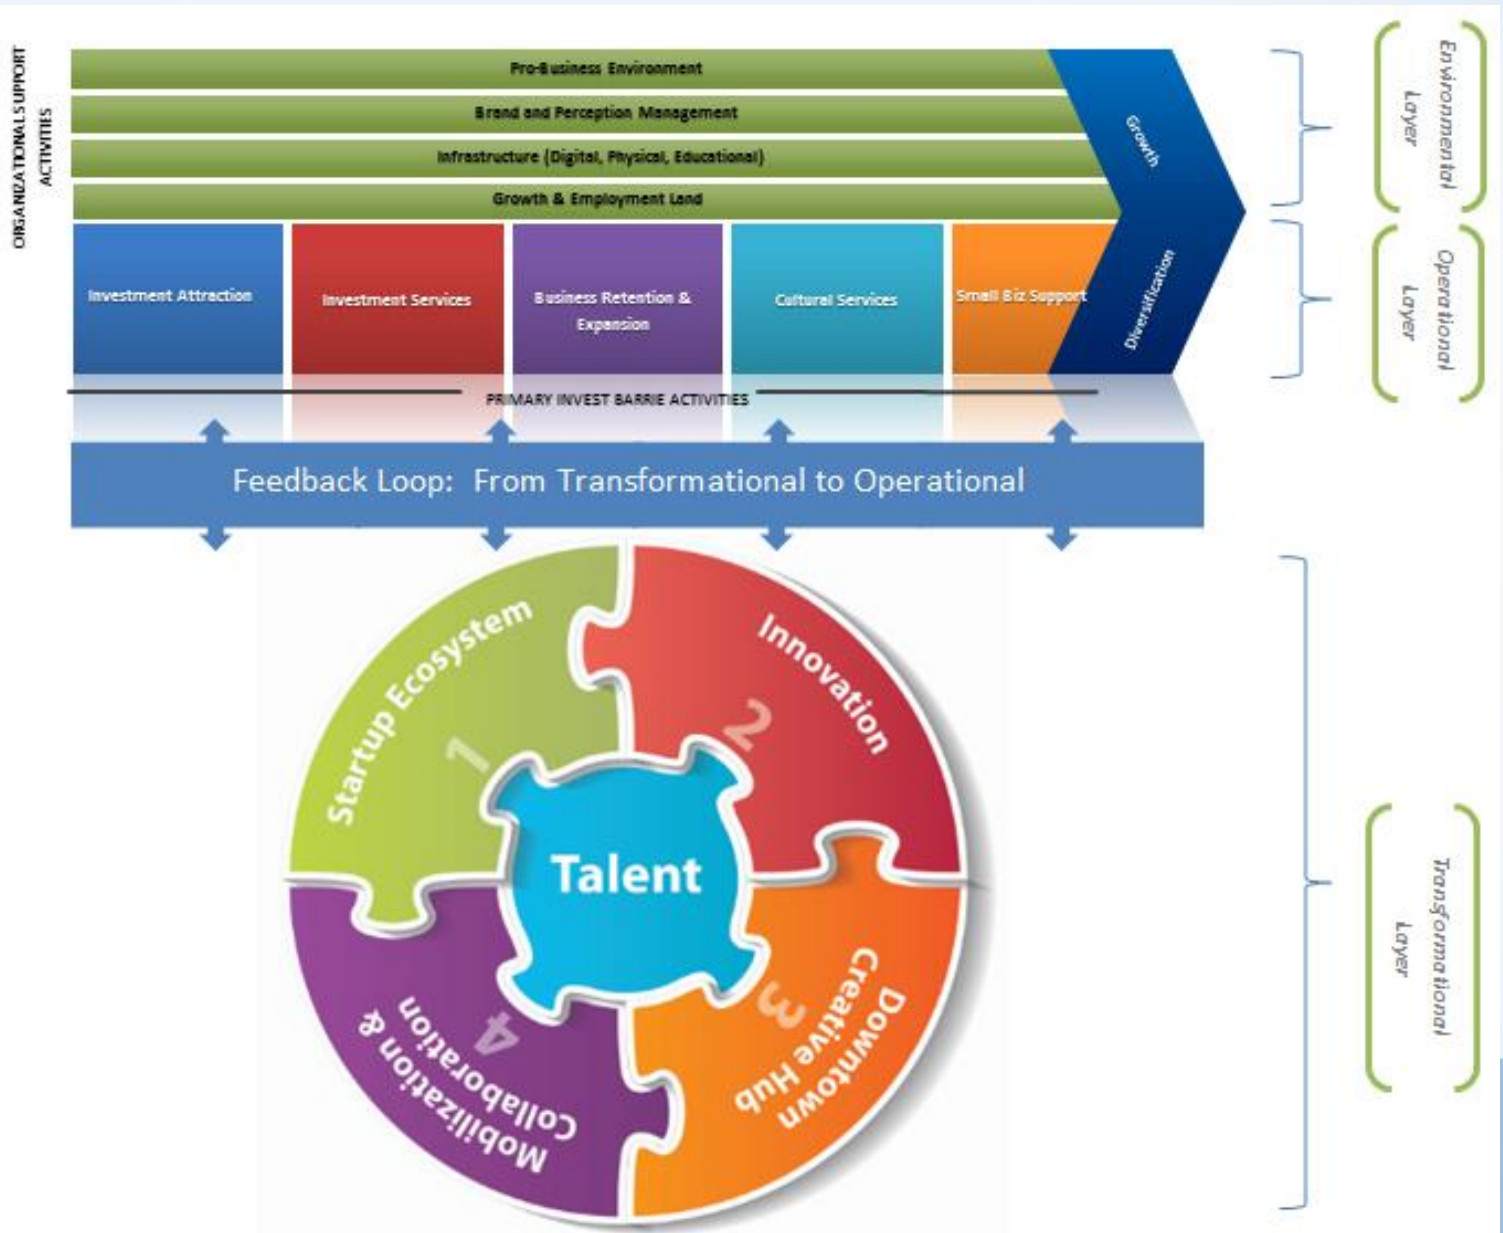 ORGANIZATIONAL SUPPORT
ACTIVITIES
Pro-Business Environment
Brand and Perception Management
Infrastructure (Digital, Physical, Educational)
Growth & Employment Land
Growth
Diversification
Environmental
Layer
Investment Attraction
Investment Services
Business Retention &
Expansion
Cultural Services
Small Biz Support
Operational
Layer
PRIMARY INVEST BARRIE ACTIVITIES
Feedback Loop: From Transformational to Operational
Startup Ecosystem
1
Innovation
2
Talent
Downtown
Creative Hub
3
Mobilization &
Collaboration
4
Transformational
Layer